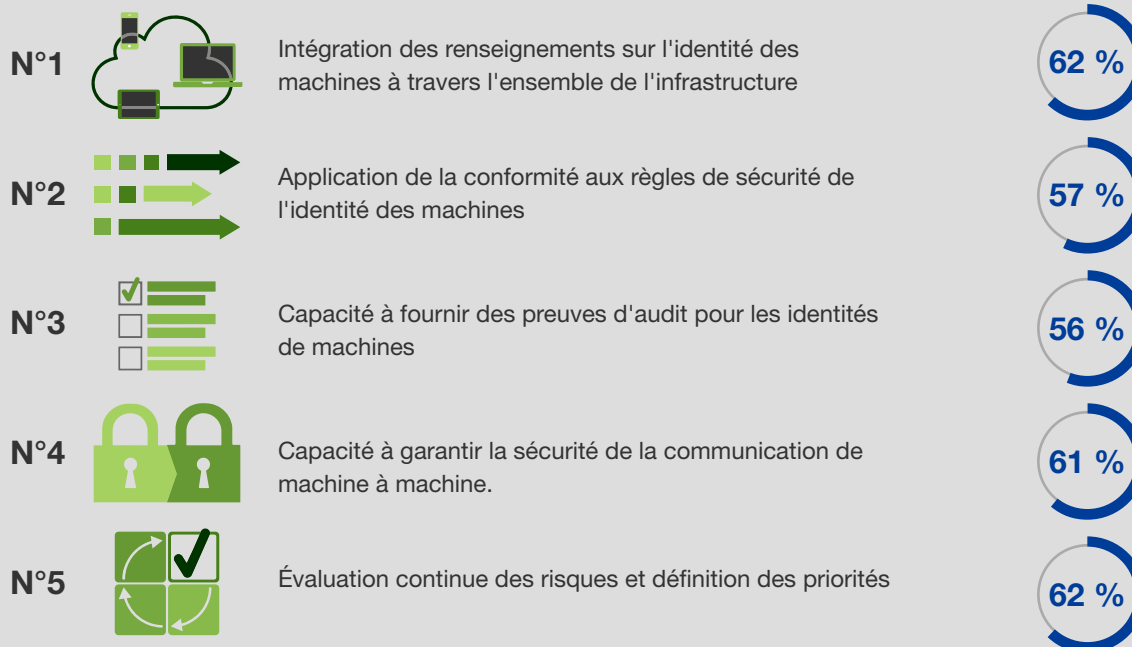 N°1
Intégration des renseignements sur l'identité des
machines à travers l'ensemble de l'infrastructure
62 %
N°2
Application de la conformité aux règles de sécurité de
l'identité des machines
57 %
N°3
Capacité à fournir des preuves d'audit pour les identités
de machines
56 %
N°4
Capacité à garantir la sécurité de la communication de
machine à machine.
61 %
N°5
Évaluation continue des risques et définition des priorités
62 %